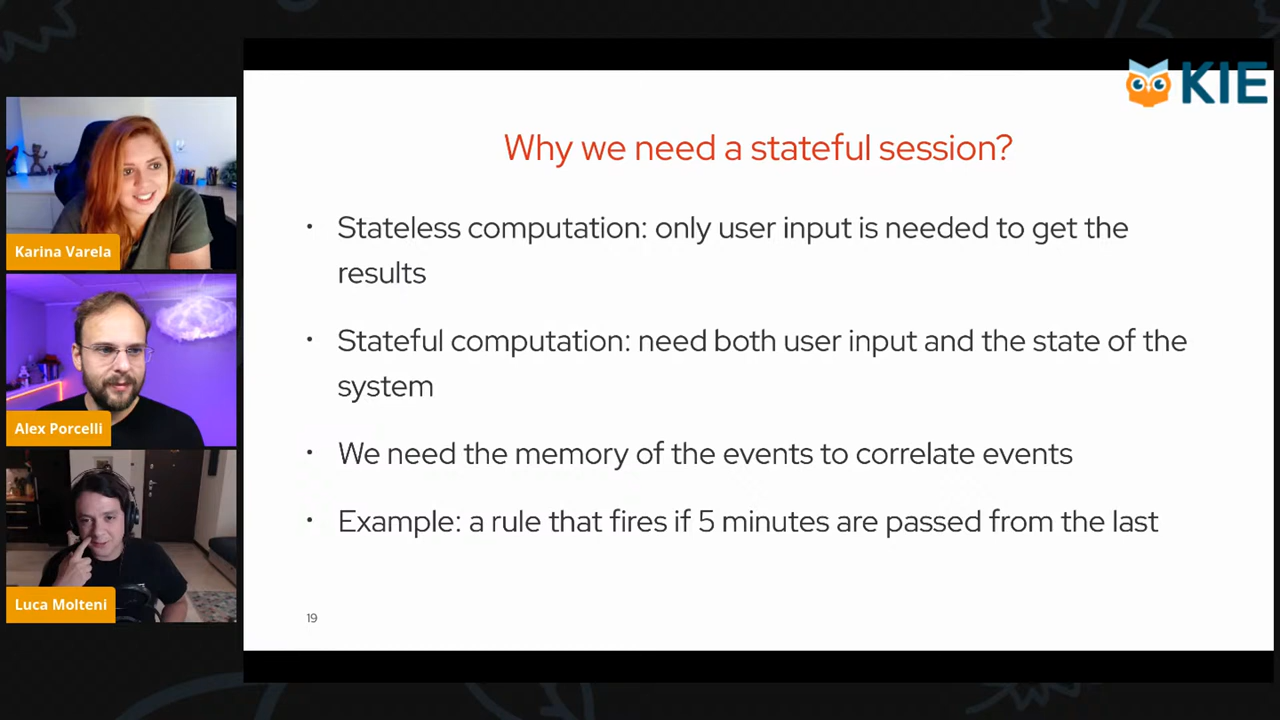 KIE
Why we need a stateful session?
• Stateless computation: only user input is needed to get the
results
• Stateful computation: need both user input and the state of the
system
• We need the memory of the events to correlate events
• Example: a rule that fires if 5 minutes are passed from the last
19
Karina Varela
Alex Porcelli
Luca Molteni